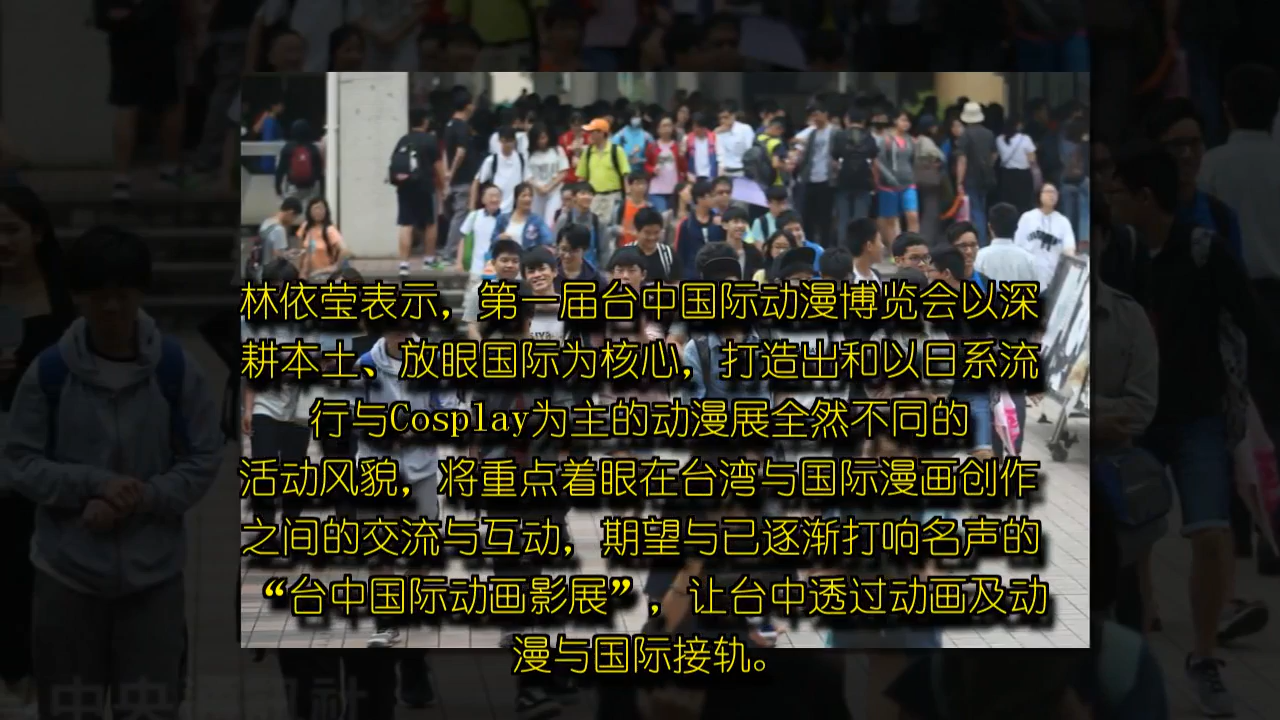 林依莹表示，第一届台中国际动漫博览会以深
耕本土、放眼国际为核心，打造出和以日系流
行与Cosplay为主的动漫展全然不同的
活动风貌，将重点着眼在台湾与国际漫画创作
之间的交流与互动，期望与已逐渐打响名声的
“台中国际动画影展”，让台中透过动画及动
漫与国际接轨。